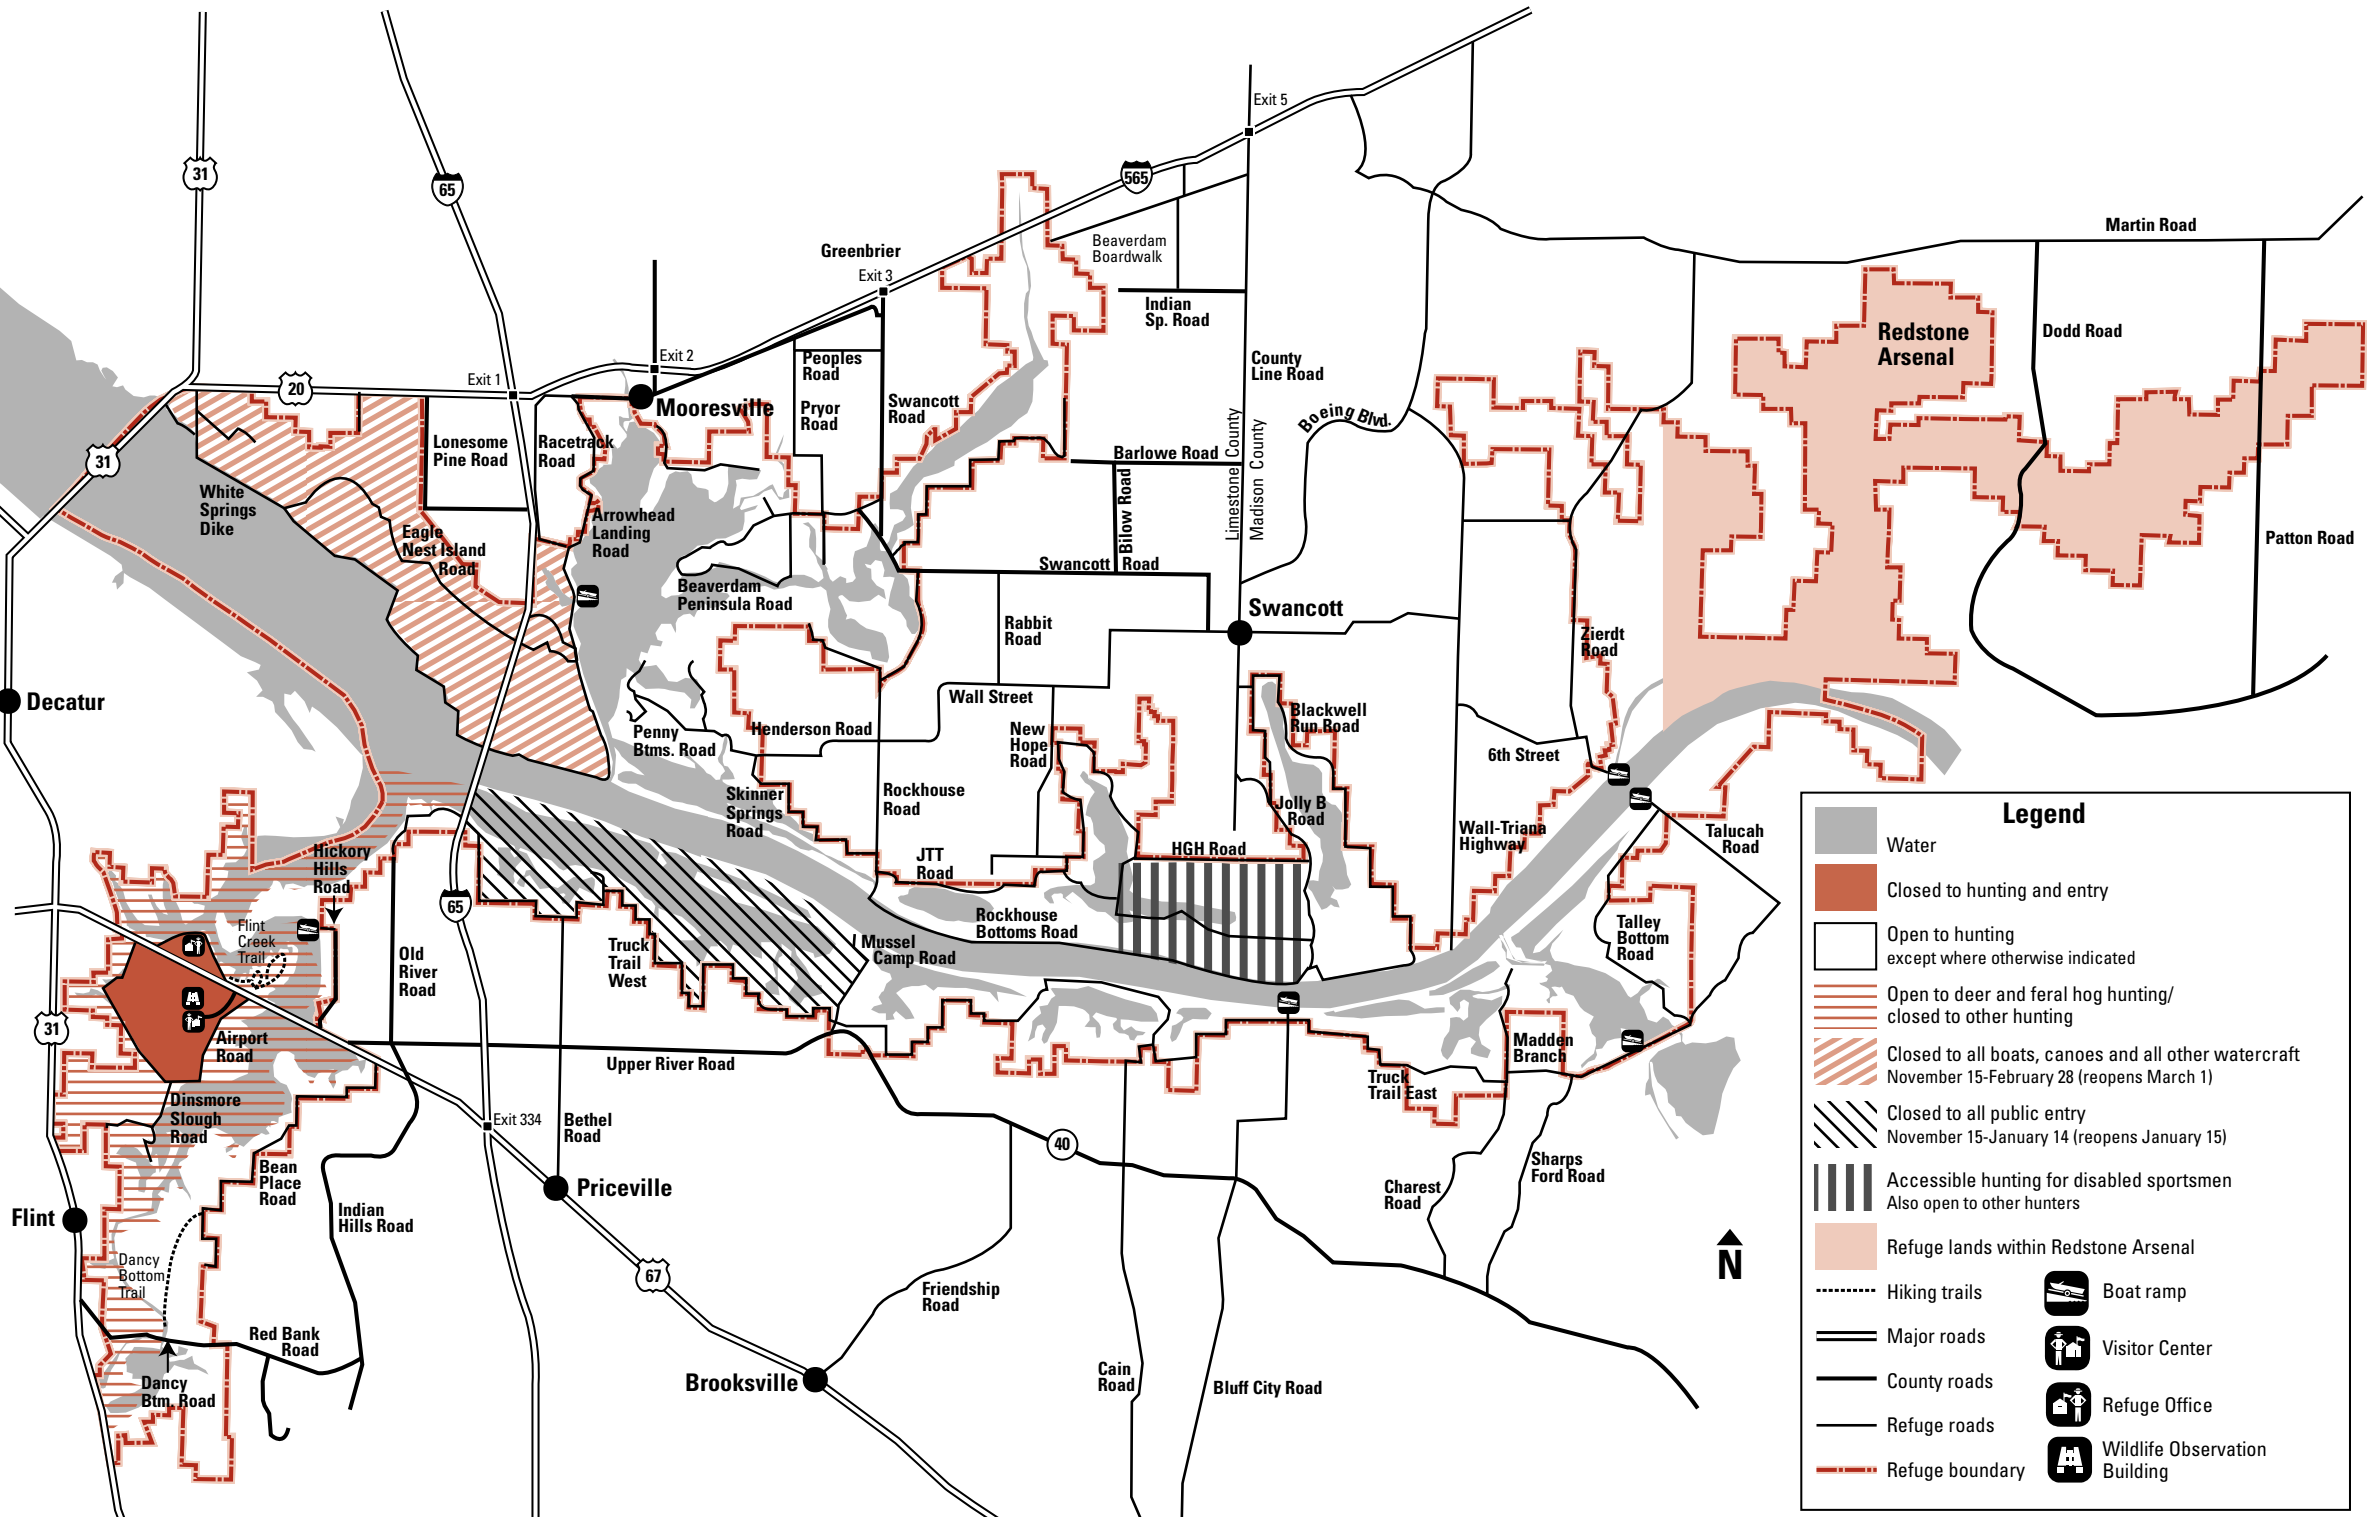 Exit 5
31
65
565
Martin Road
Greenbrier
Exit 3
Beaverdam
Boardwalk
Indian
Sp. Road
Redstone
Arsenal
Dodd Road
Exit 2
Exit 1
20
Peoples
Road
County
Line Road
Mooresville
Pryor
Road
Swancott
Road
Boeing Blvd.
Lonesome
Pine Road
Racetrack
Road
Limestone County
Madison County
Barlowe Road
31
White
Springs
Dike
Arrowhead
Landing
Road
Bilow Road
Patton Road
Eagle
Nest Island
Road
Swancott
Road
Beaverdam
Peninsula Road
Swancott
Rabbit
Road
Zierdt
Road
Decatur
Wall Street
Penny
Btms. Road
Henderson Road
New
Hope
Road
Blackwell
Run Road
6th Street
Skinner
Springs
Road
Rockhouse
Road
Jolly B
Road
Wall-Triana
Highway
Talucah
Road
Hickory
Hills
Road
JTT
Road
HGH Road
65
Flint
Creek
Trail
Rockhouse
Bottoms Road
Talley
Bottom
Road
Old
River
Road
Truck
Trail
West
Mussel
Camp Road
31
Airport
Road
Upper River Road
Madden
Branch
Truck
Trail East
Dinsmore
Slough
Road
Exit 334
Bethel
Road
40
Bean
Place
Road
Sharps
Ford Road
Priceville
Charest
Road
Flint
Indian
Hills Road
N
Dancy
Bottom
Trail
67
Friendship
Road
Red Bank
Road
Dancy
Btm. Road
Brooksville
Cain
Road
Bluff City Road
Legend
Water
Closed to hunting and entry
Open to hunting
except where otherwise indicated
Open to deer and feral hog hunting/
closed to other hunting
Closed to all boats, canoes and all other watercraft
November 15-February 28 (reopens March 1)
Closed to all public entry
November 15-January 14 (reopens January 15)
Accessible hunting for disabled sportsmen
Also open to other hunters
Refuge lands within Redstone Arsenal
Hiking trails
Boat ramp
Major roads
Visitor Center
County roads
Refuge Office
Refuge roads
Wildlife Observation
Building
Refuge boundary